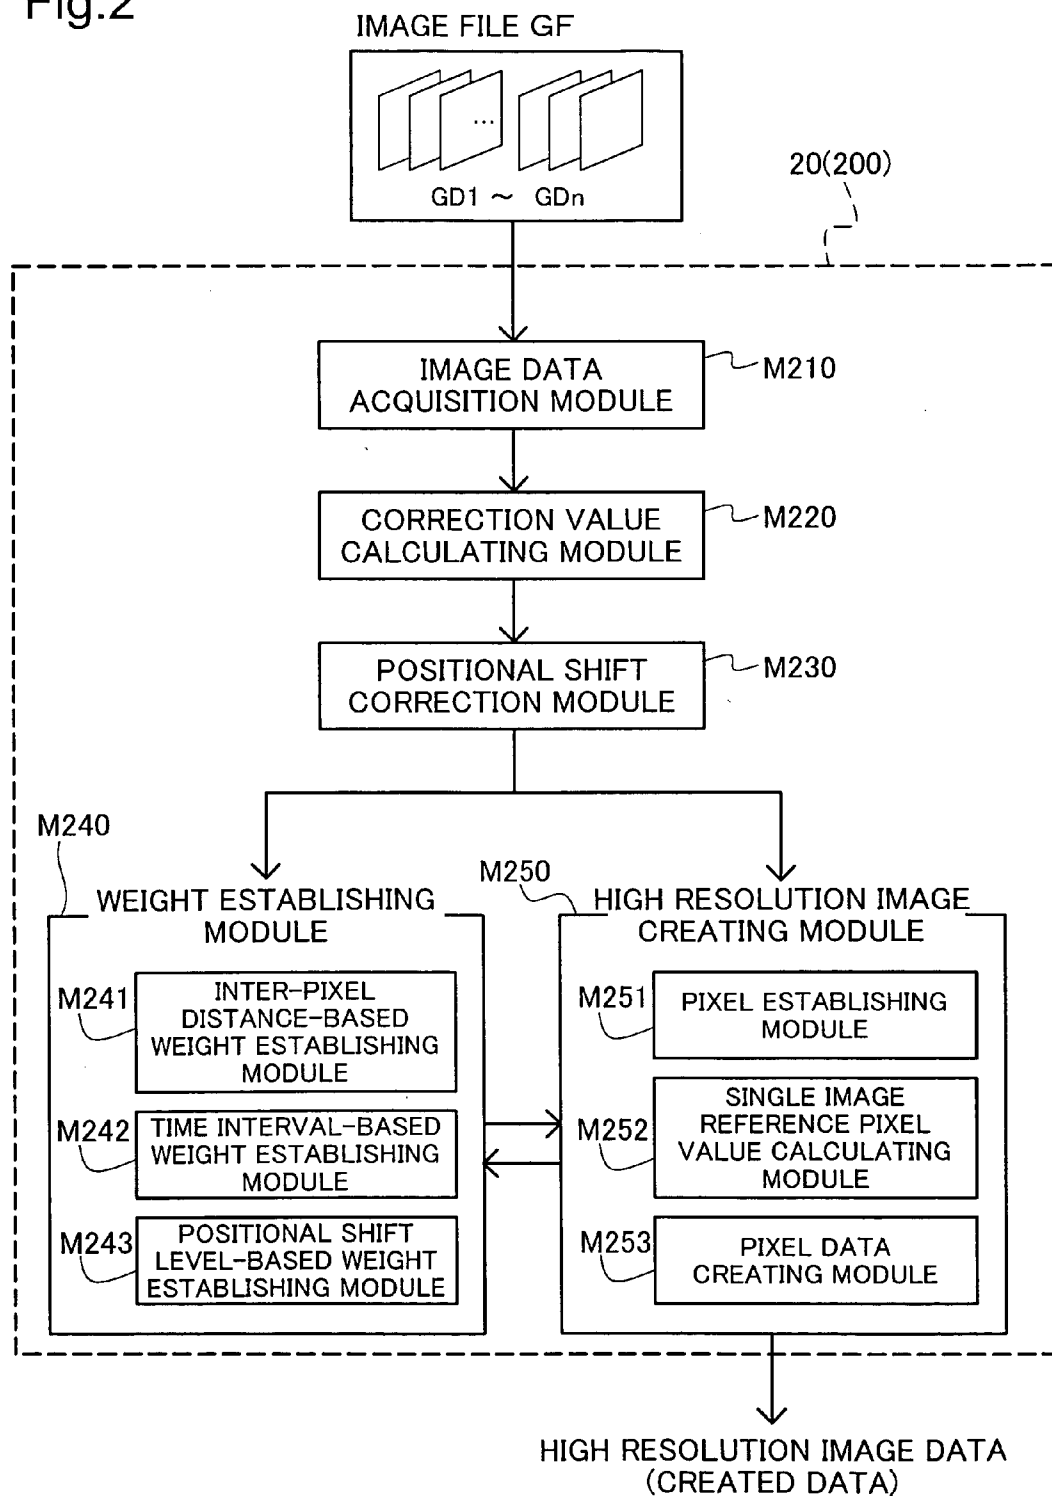 Fig.2
IMAGE FILE GF
...
GD1 ~ GDn
20(200)
IMAGE DATA
ACQUISITION MODULE
M210
CORRECTION VALUE
CALCULATING MODULE
M220
POSITIONAL SHIFT
CORRECTION MODULE
M230
M240
WEIGHT ESTABLISHING
MODULE
M241
INTER-PIXEL
DISTANCE-BASED
WEIGHT ESTABLISHING
MODULE
M242
TIME INTERVAL-BASED
WEIGHT ESTABLISHING
MODULE
M243
POSITIONAL SHIFT
LEVEL-BASED WEIGHT
ESTABLISHING MODULE
M250
HIGH RESOLUTION IMAGE
CREATING MODULE
M251
PIXEL ESTABLISHING
MODULE
M252
SINGLE IMAGE
REFERENCE PIXEL
VALUE CALCULATING
MODULE
M253
PIXEL DATA
CREATING MODULE
HIGH RESOLUTION IMAGE DATA
(CREATED DATA)